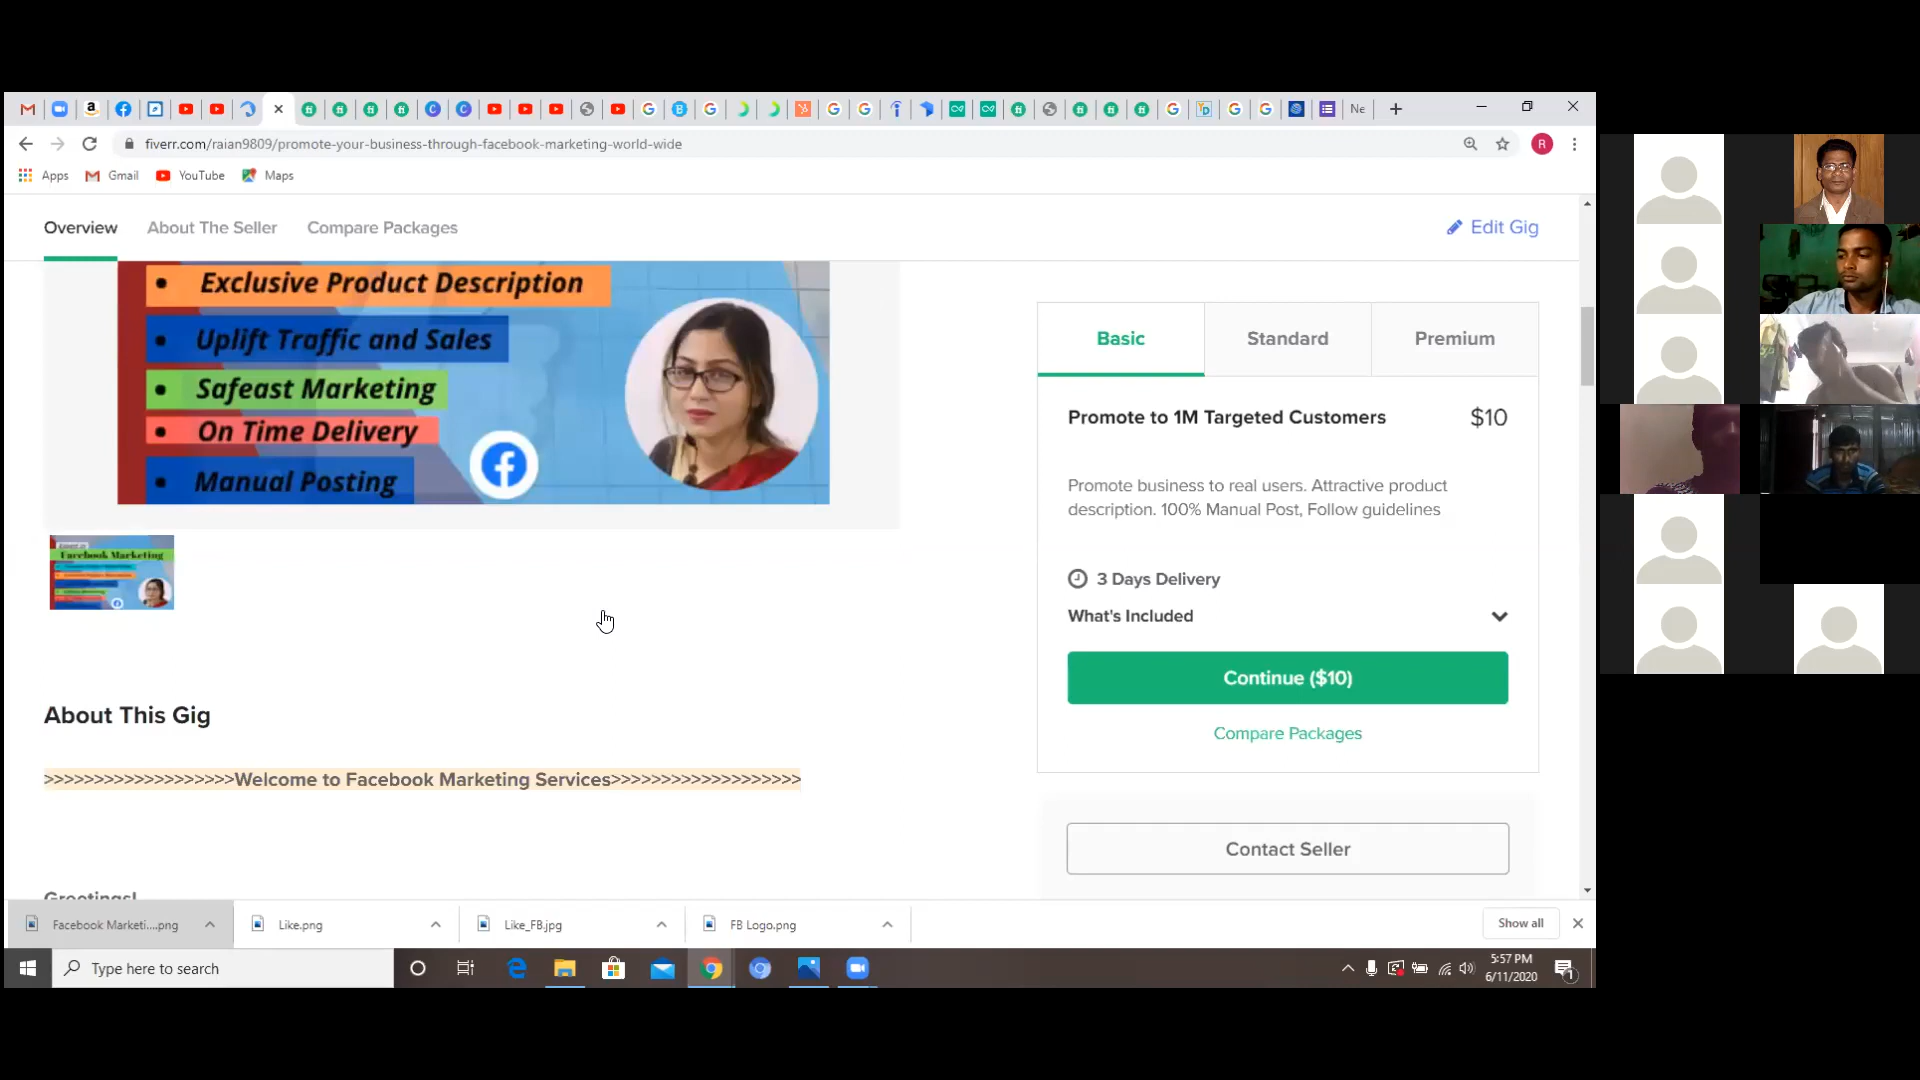 Ne
fiverr.com/raian9809/promote-your-business-through-facebook-marketing-world-wide
R
Apps Gmail YouTube Maps
Overview About The Seller Compare Packages Edit Gig
• Exclusive Product Description
• Uplift Traffic and Sales
• Safeast Marketing
• On Time Delivery
• Manual Posting
Facebook Marketing
Basic Standard Premium
Promote to 1M Targeted Customers $10
Promote business to real users. Attractive product
description. 100% Manual Post, Follow guidelines
3 Days Delivery
What's Included
Continue ($10)
Compare Packages
Contact Seller
About This Gig
>>>>>>>>>>>>>>>>>>>Welcome to Facebook Marketing Services>>>>>>>>>>>>>>>>>>>
Greetings!
Facebook Marketi....png Like.png Like_FB.jpg FB Logo.png Show all
Type here to search
5:57 PM
6/11/2020
1